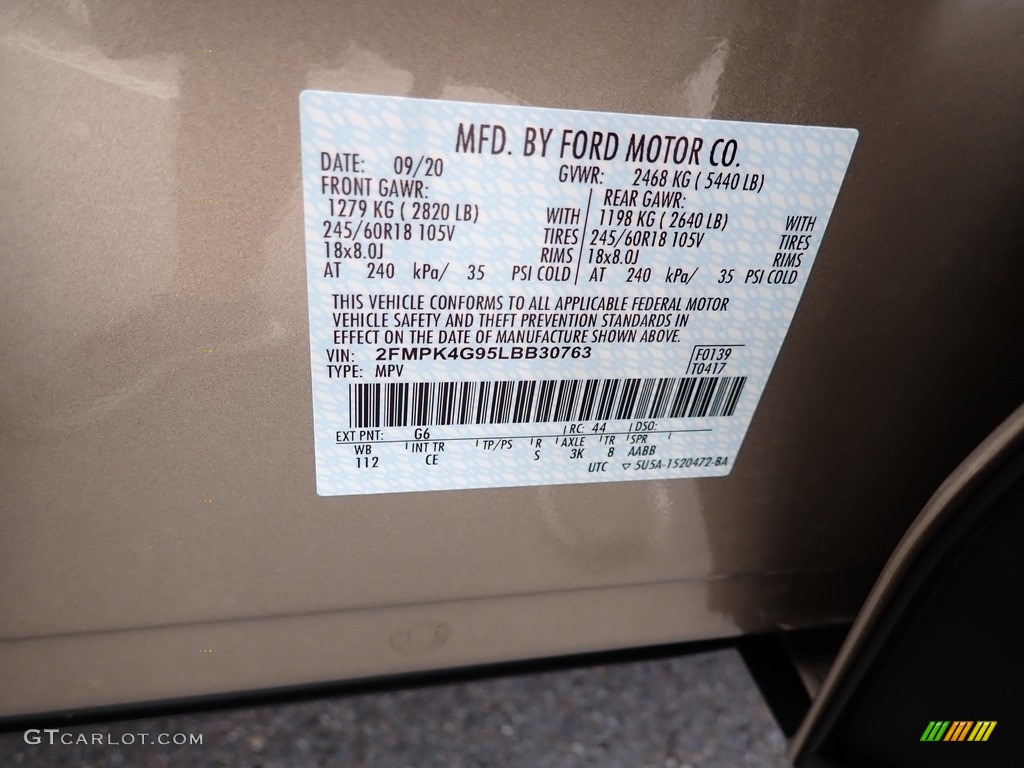 MFD. BY FORD MOTOR CO.
DATE: 09/20 GVWR: 2468 KG ( 5440 LB)
FRONT GAWR: REAR GAWR:
1279 KG ( 2820 LB) WITH 1198 KG ( 2640 LB) WITH
245/60R18 105V TIRES 245/60R18 105V TIRES
18x8.0J RIMS 18x8.0J RIMS
AT 240 kPa/ 35 PSI COLD AT 240 kPa/ 35 PSI COLD
THIS VEHICLE CONFORMS TO ALL APPLICABLE FEDERAL MOTOR
VEHICLE SAFETY AND THEFT PREVENTION STANDARDS IN
EFFECT ON THE DATE OF MANUFACTURE SHOWN ABOVE.
VIN: 2FMPK4G95LBB30763 F0139
TYPE: MPV T0417
EXT PNT: G6 RC: 44 DSO:
WB INT TR TP/PS R AXLE TR SPR
112 CE S 3K 8 AABB
UTC ▽ 5U5A-1520472-BA
GTCARLOT.COM